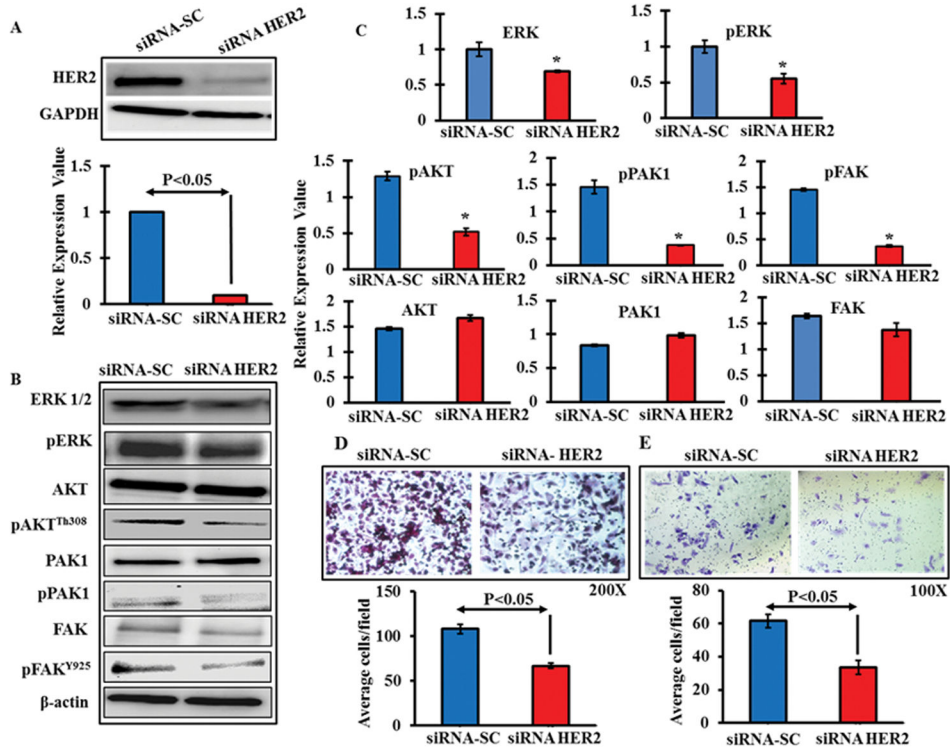 A
siRNA-SC
siRNA HER2
HER2
GAPDH
Relative Expression Value
1.5
1
0.5
0
P<0.05
siRNA-SC
siRNA HER2
B
siRNA-SC siRNA HER2
ERK 1/2
pERK
AKT
pAKTTh308
PAK1
pPAK1
FAK
pFAKY925
β-actin
C
Relative Expression Value
ERK
1.5
1
0.5
0
*
siRNA-SC siRNA HER2
pERK
1.5
1
0.5
0
*
siRNA-SC siRNA HER2
pAKT
1.5
1
0.5
0
*
siRNA-SC siRNA HER2
pPAK1
2
1.5
1
0.5
0
*
siRNA-SC siRNA HER2
pFAK
2
1.5
1
0.5
0
*
siRNA-SC siRNA HER2
AKT
2
1.5
1
0.5
0
siRNA-SC siRNA HER2
PAK1
2
1.5
1
0.5
0
siRNA-SC siRNA HER2
FAK
2
1.5
1
0.5
0
siRNA-SC siRNA HER2
D
siRNA-SC
siRNA- HER2
200X
Average cells/field
150
100
50
0
P<0.05
siRNA-SC siRNA HER2
E
siRNA-SC
siRNA HER2
100X
Average cells/field
80
60
40
20
0
P<0.05
siRNA-SC siRNA HER2